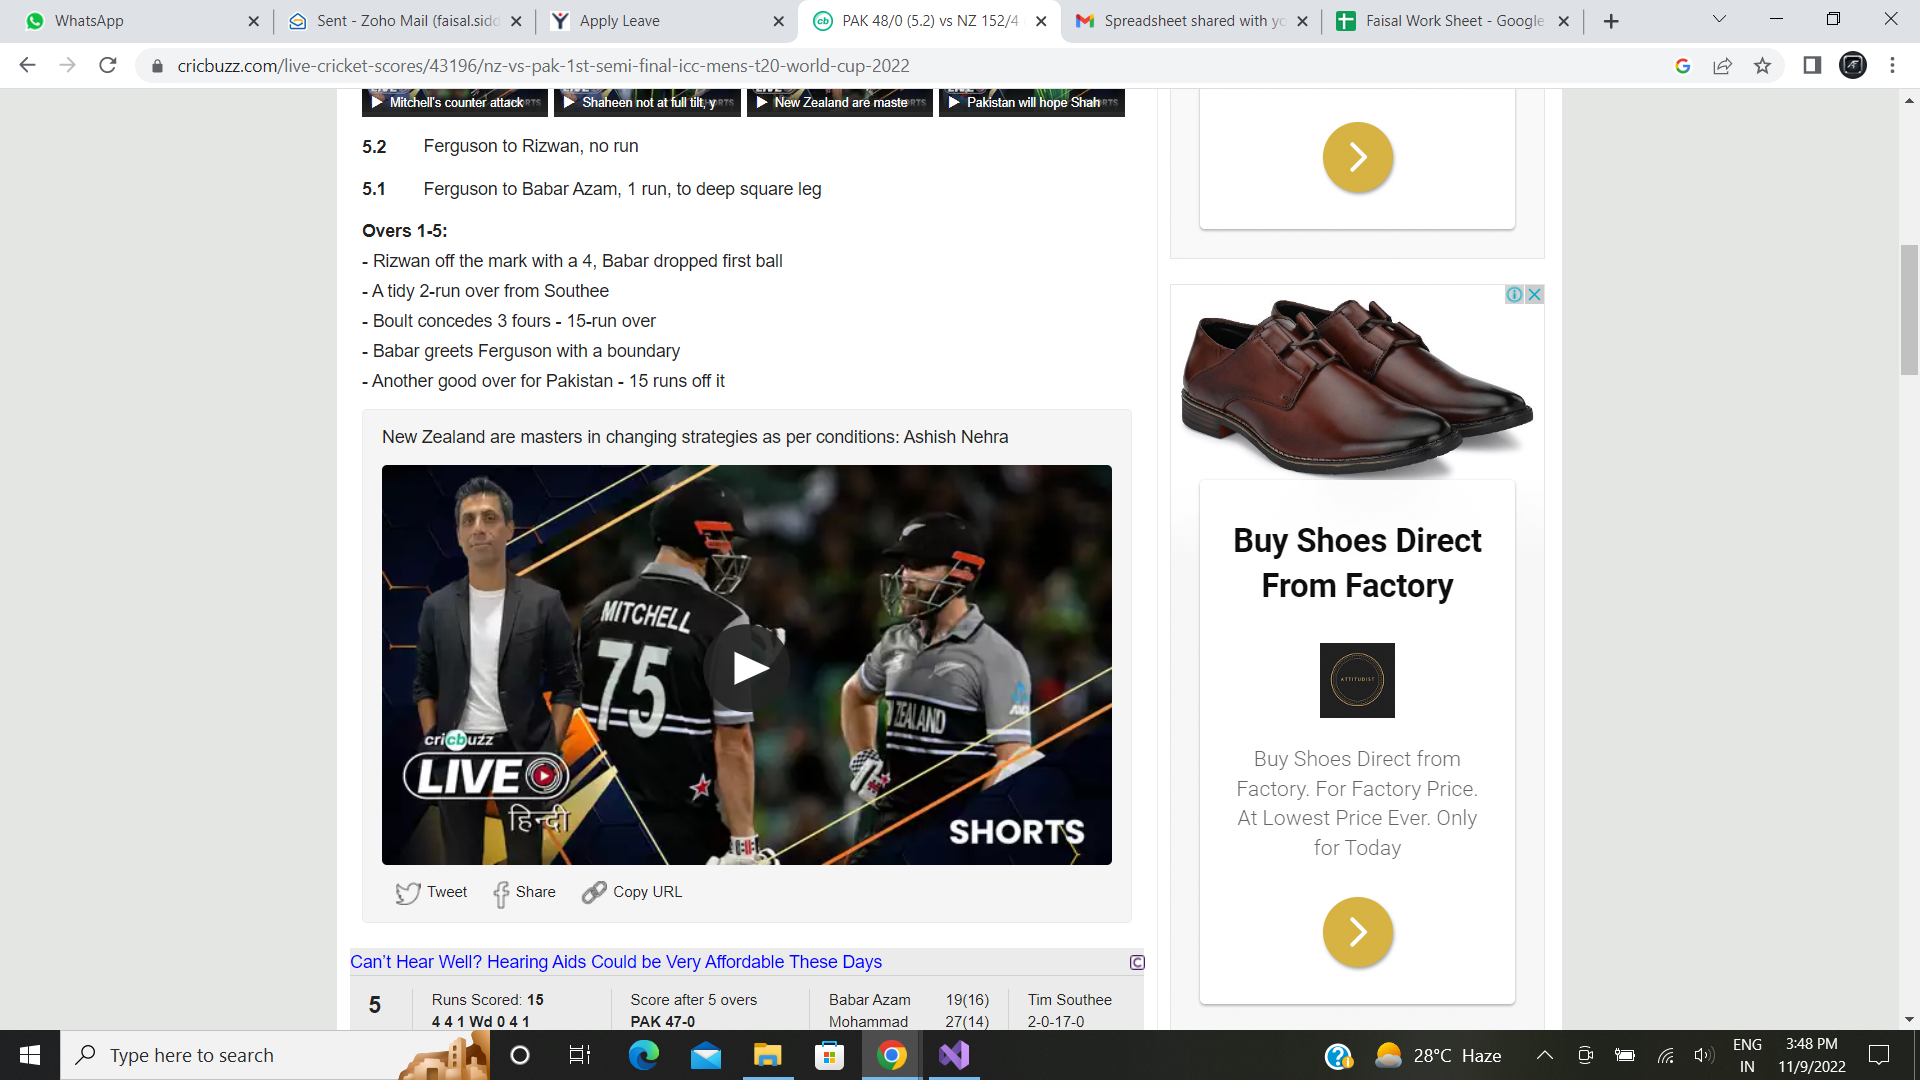 WhatsApp
Sent - Zoho Mail (faisal.sidd
Apply Leave
PAK 48/0 (5.2) vs NZ 152/4
Spreadsheet shared with yo
Faisal Work Sheet - Google
cricbuzz.com/live-cricket-scores/43196/nz-vs-pak-1st-semi-final-icc-mens-t20-world-cup-2022
Mitchell's counter attack
Shaheen not at full tilt, y
New Zealand are maste
Pakistan will hope Shah
5.2 Ferguson to Rizwan, no run
5.1 Ferguson to Babar Azam, 1 run, to deep square leg
Overs 1-5:
- Rizwan off the mark with a 4, Babar dropped first ball
- A tidy 2-run over from Southee
- Boult concedes 3 fours - 15-run over
- Babar greets Ferguson with a boundary
- Another good over for Pakistan - 15 runs off it
New Zealand are masters in changing strategies as per conditions: Ashish Nehra
MITCHELL
75
ZEALAND
cricbuzz
LIVE
हिन्दी
SHORTS
Tweet
Share
Copy URL
Can't Hear Well? Hearing Aids Could be Very Affordable These Days
5
Runs Scored: 15
4 4 1 Wd 0 4 1
Score after 5 overs
PAK 47-0
Babar Azam 19(16)
Mohammad 27(14)
Tim Southee
2-0-17-0
Buy Shoes Direct
From Factory
ATTITUDIST
Buy Shoes Direct from
Factory. For Factory Price.
At Lowest Price Ever. Only
for Today
Type here to search
28°C Haze
ENG
IN
3:48 PM
11/9/2022